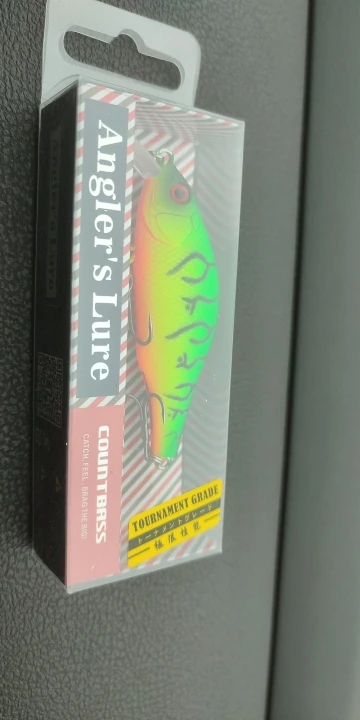 Angler's Lure
COUNTBASS
CATCH, FEEL, BRAG THE BIG!
TOURNAMENT GRADE
トーナメントグレード